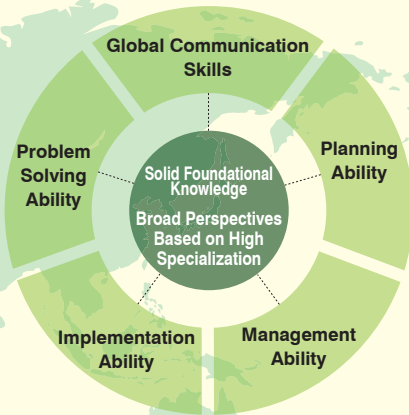 Global Communication
Skills
Problem
Solving
Ability
Planning
Ability
Solid Foundational
Knowledge
Broad Perspectives
Based on High
Specialization
Implementation
Ability
Management
Ability